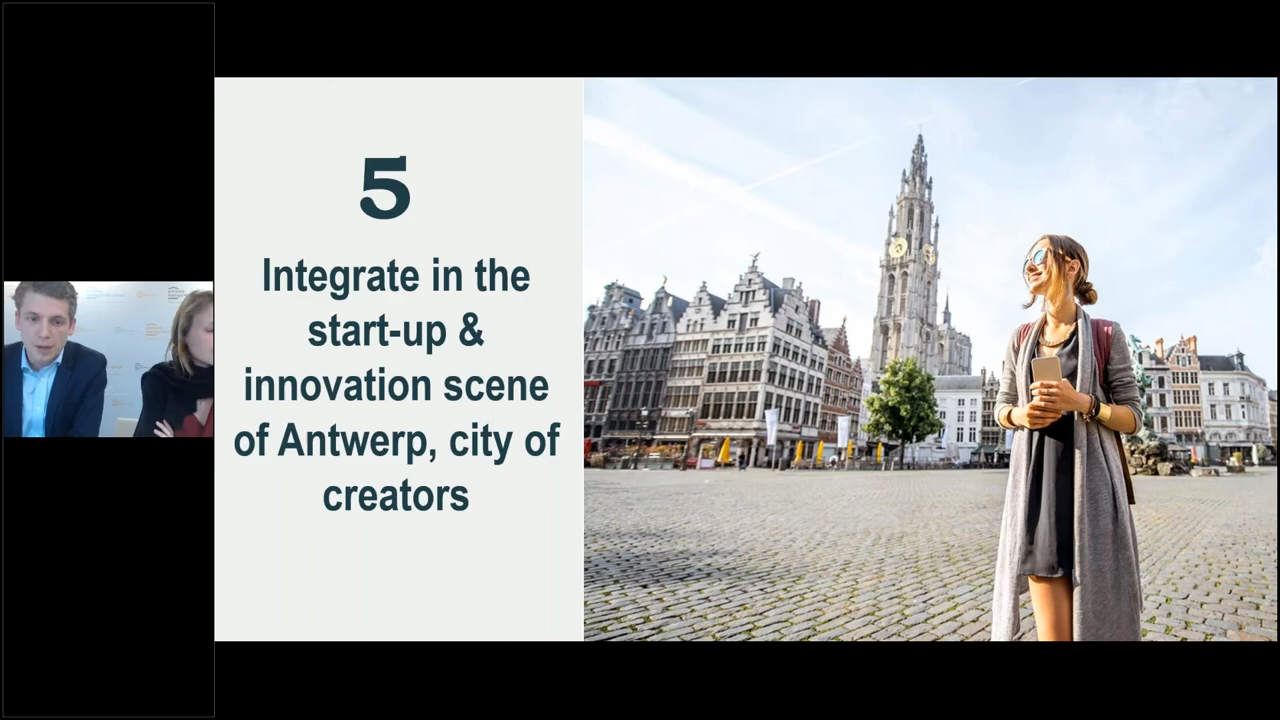 5
Integrate in the
start-up &
innovation scene
of Antwerp, city of
creators